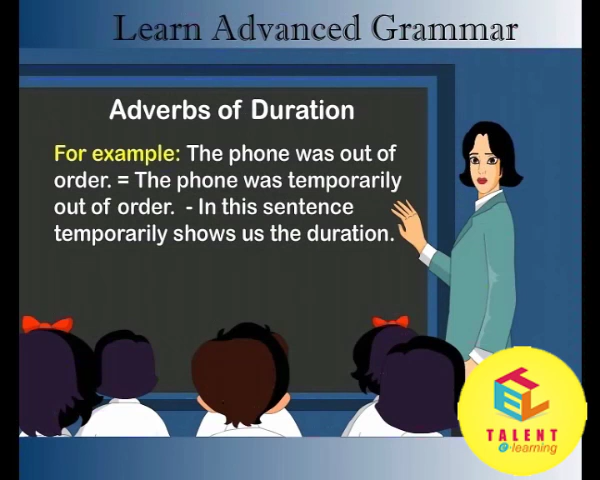 Learn Advanced Grammar
Adverbs of Duration
For example: The phone was out of
order. = The phone was temporarily
out of order. - In this sentence
temporarily shows us the duration.
TEL
TALENT
e-learning